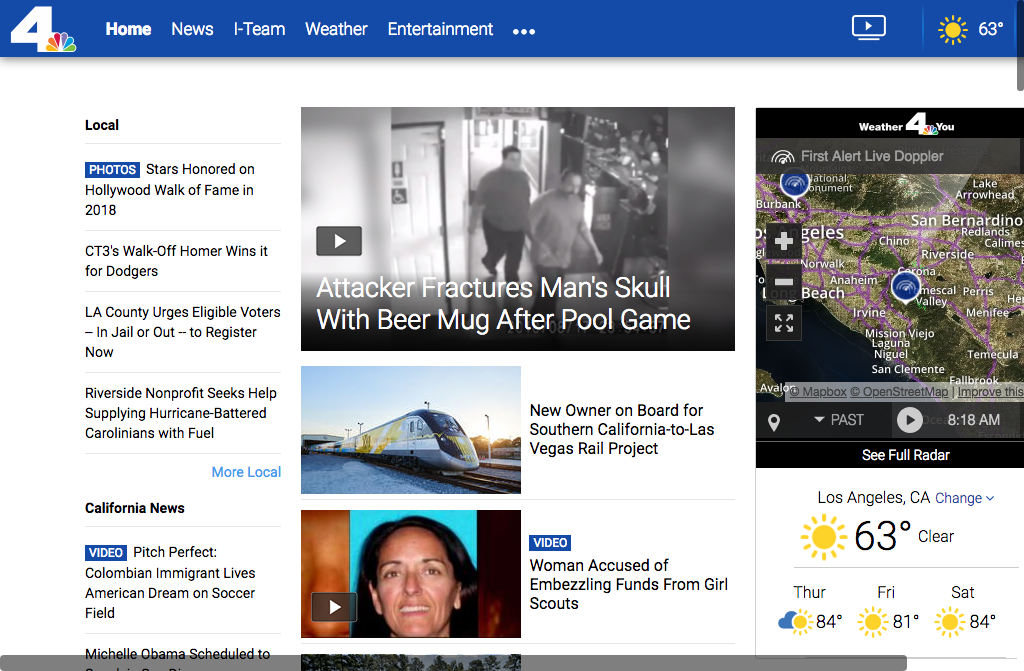 4
Home
News
I-Team
Weather
Entertainment
63°
Local
PHOTOS Stars Honored on
Hollywood Walk of Fame in
2018
CT3's Walk-Off Homer Wins it
for Dodgers
LA County Urges Eligible Voters
– In Jail or Out -- to Register
Now
Riverside Nonprofit Seeks Help
Supplying Hurricane-Battered
Carolinians with Fuel
More Local
California News
VIDEO Pitch Perfect:
Colombian Immigrant Lives
American Dream on Soccer
Field
Michelle Obama Scheduled to
Attacker Fractures Man's Skull
With Beer Mug After Pool Game
New Owner on Board for
Southern California-to-Las
Vegas Rail Project
VIDEO
Woman Accused of
Embezzling Funds From Girl
Scouts
Weather 4 You
First Alert Live Doppler
National
Monument
Lake
Arrowhead
Burbank
San Bernardino
Redlands
Chino
Calimes
Riverside
Norwalk
Corona
Anaheim
Perris
Long Beach
Valley
Irvine
Menifee
Mission Viejo
Laguna
Niguel
Temecula
San Clemente
Fallbrook
Avalon
© Mapbox © OpenStreetMap | Improve this
PAST
8:18 AM
See Full Radar
Los Angeles, CA Change
63° Clear
Thur
Fri
Sat
84°
81°
84°